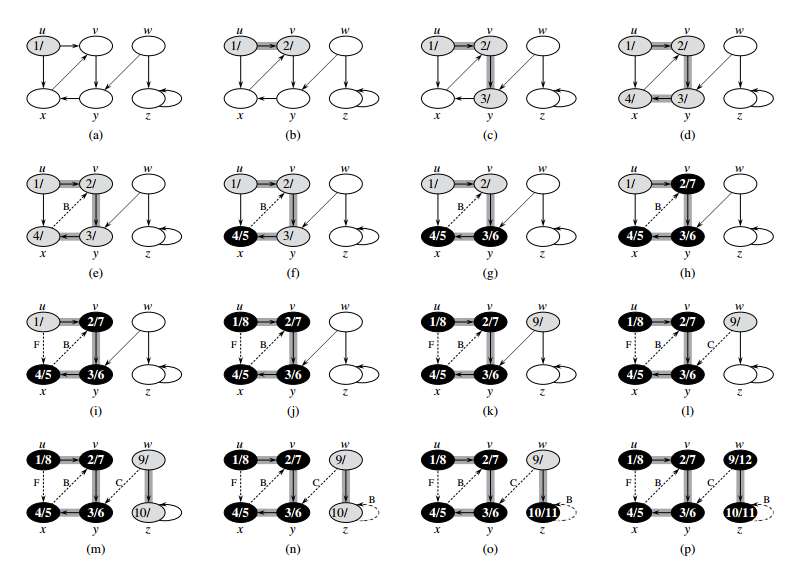 u v w u v w u v w u v w
1/ 1/ 2/ 1/ 2/ 1/ 2/
3/ 4/ 3/
x y z x y z x y z x y z
(a) (b) (c) (d)
u v w u v w u v w u v w
1/ 2/ 1/ 2/ 1/ 2/ 1/ 2/7
B B B B
4/ 3/ 4/5 3/ 4/5 3/6 4/5 3/6
x y z x y z x y z x y z
(e) (f) (g) (h)
u v w u v w u v w u v w
1/ 2/7 1/8 2/7 1/8 2/7 9/ 1/8 2/7 9/
F B F B F B F B C
4/5 3/6 4/5 3/6 4/5 3/6 4/5 3/6
x y z x y z x y z x y z
(i) (j) (k) (l)
u v w u v w u v w u v w
1/8 2/7 9/ 1/8 2/7 9/ 1/8 2/7 9/ 1/8 2/7 9/12
F B C F B C B F B C B F B C B
4/5 3/6 10/ 4/5 3/6 10/ 4/5 3/6 10/11 4/5 3/6 10/11
x y z x y z x y z x y z
(m) (n) (o) (p)